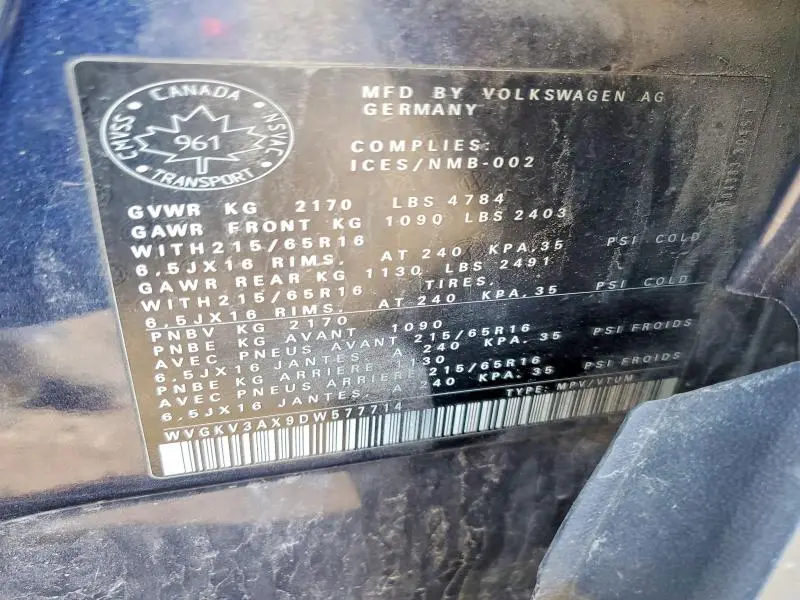 CANADA
CMVSS
961
NSVAC
TRANSPORT
MFD BY VOLKSWAGEN AG
GERMANY
COMPLIES:
ICES/NMB-002
GVWR KG 2170 LBS 4784
GAWR FRONT KG 1090 LBS 2403
WITH 215/65R16
6.5JX16 RIMS. AT 240 KPA.35 PSI COLD
GAWR REAR KG 1130 LBS 2491
WITH 215/65R16 TIRES.
6.5JX16 RIMS. AT 240 KPA.35 PSI COLD
PNBV KG 2170
PNBE KG AVANT 1090
AVEC PNEUS AVANT 215/65R16
6.5JX16 JANTES. A 240 KPA. 35 PSI FROIDS
PNBE KG ARRIERE 1130
AVEC PNEUS ARRIERE 215/65R16
6.5JX16 JANTES. A 240 KPA. 35 PSI FROIDS
TYPE: MPV/VTUM
WVGKV3AX9DW577714